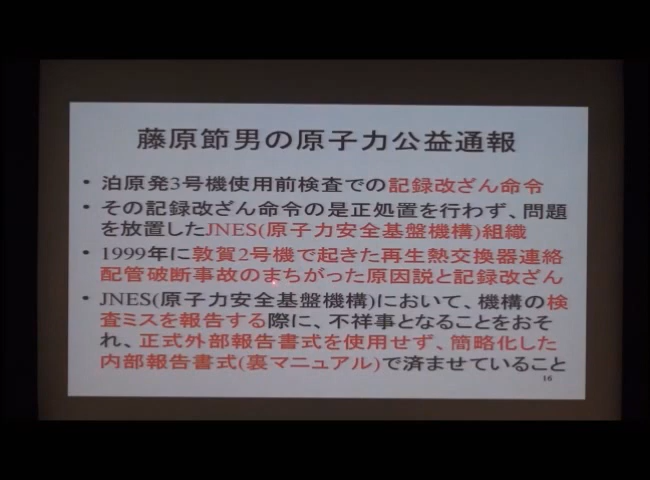 藤原節男の原子力公益通報
• 泊原発3号機使用前検査での記録改ざん命令
• その記録改ざん命令の是正処置を行わず、問題
を放置したJNES(原子力安全基盤機構)組織
• 1999年に敦賀2号機で起きた再生熱交換器連絡
配管破断事故のまちがった原因説と記録改ざん
• JNES(原子力安全基盤機構)において、機構の検
査ミスを報告する際に、不祥事となることをおそ
れ、正式外部報告書式を使用せず、簡略化した
内部報告書式(裏マニュアル)で済ませていること
16